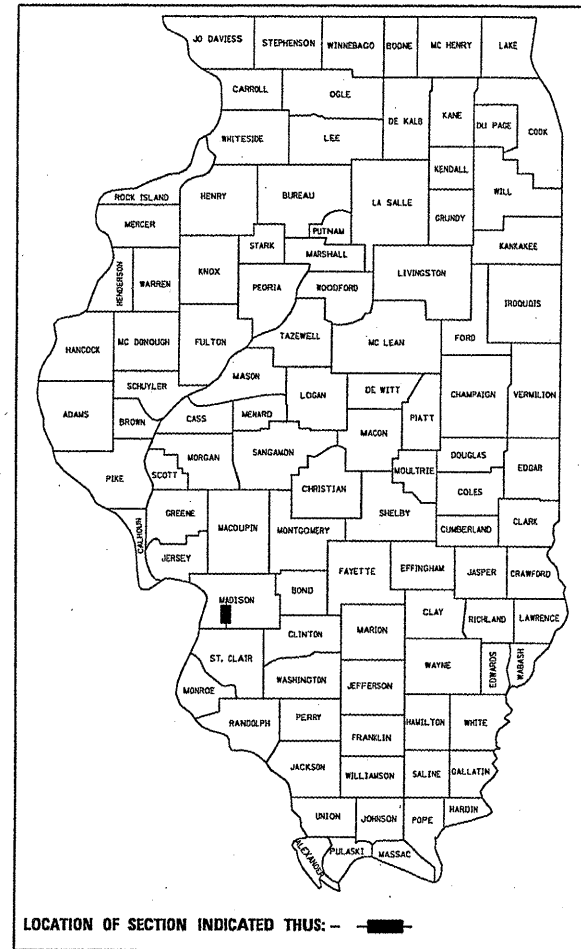 JO DAVIESS
STEPHENSON
WINNEBAGO
BOONE
MC HENRY
LAKE
CARROLL
OGLE
DE KALB
KANE
DU PAGE
COOK
WHITESIDE
LEE
KENDALL
WILL
ROCK ISLAND
HENRY
BUREAU
LA SALLE
GRUNDY
MERCER
PUTNAM
STARK
MARSHALL
KANKAKEE
HENDERSON
WARREN
KNOX
PEORIA
WOODFORD
LIVINGSTON
IROQUOIS
HANCOCK
MC DONOUGH
FULTON
TAZEWELL
MC LEAN
FORD
SCHUYLER
MASON
LOGAN
DE WITT
CHAMPAIGN
VERMILION
ADAMS
BROWN
CASS
MENARD
PIATT
MACON
MORGAN
SANGAMON
DOUGLAS
EDGAR
PIKE
SCOTT
CHRISTIAN
MOULTRIE
COLES
GREENE
MACOUPIN
MONTGOMERY
SHELBY
CUMBERLAND
CLARK
CALHOUN
JERSEY
FAYETTE
EFFINGHAM
JASPER
CRAWFORD
MADISON
BOND
CLAY
RICHLAND
LAWRENCE
CLINTON
MARION
ST. CLAIR
WAYNE
EDWARDS
WABASH
MONROE
WASHINGTON
JEFFERSON
RANDOLPH
PERRY
HAMILTON
WHITE
FRANKLIN
JACKSON
WILLIAMSON
SALINE
GALLATIN
UNION
JOHNSON
POPE
HARDIN
ALEXANDER
PULASKI
MASSAC
LOCATION OF SECTION INDICATED THUS: -